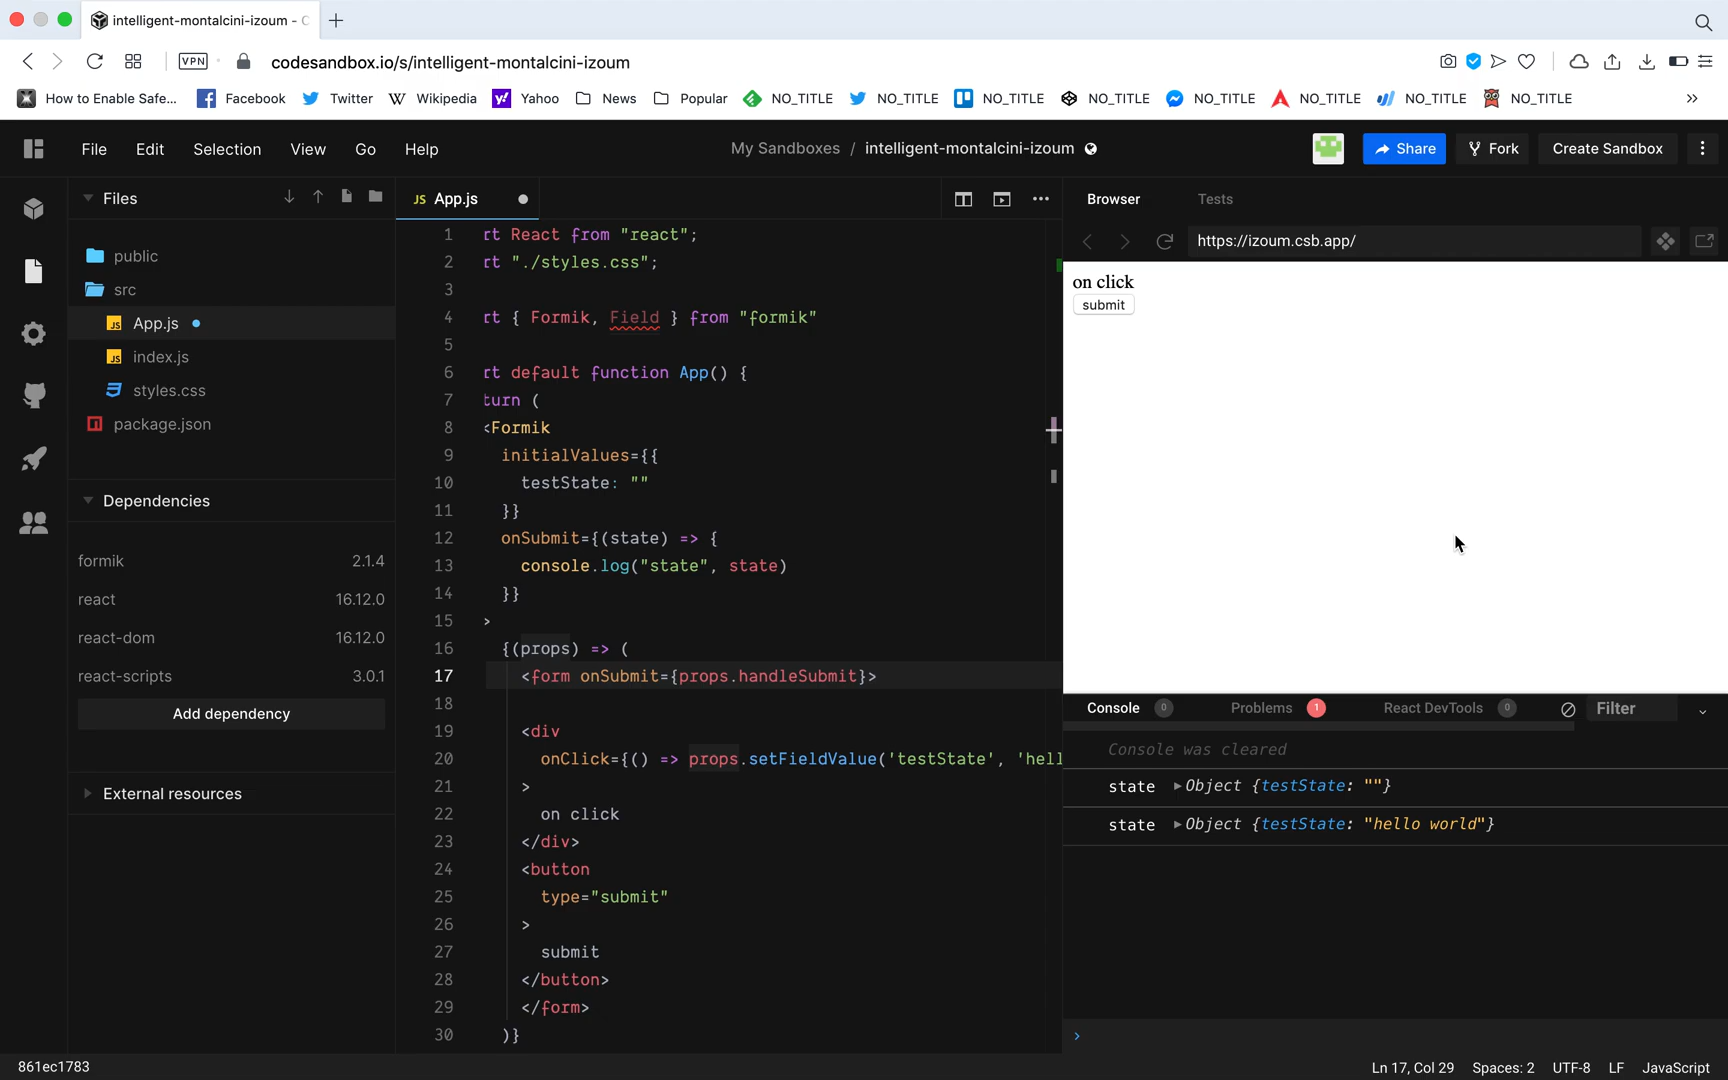 intelligent-montalcini-izoum - C
VPN
codesandbox.io/s/intelligent-montalcini-izoum
How to Enable Safe... Facebook Twitter Wikipedia Yahoo News Popular NO_TITLE NO_TITLE NO_TITLE NO_TITLE NO_TITLE NO_TITLE NO_TITLE NO_TITLE
File Edit Selection View Go Help
My Sandboxes / intelligent-montalcini-izoum
Share
Fork
Create Sandbox
Files
public
src
App.js
index.js
styles.css
package.json
Dependencies
formik 2.1.4
react 16.12.0
react-dom 16.12.0
react-scripts 3.0.1
Add dependency
External resources
861ec1783
JS App.js
1 rt React from "react";
2 rt "./styles.css";
3
4 rt { Formik, Field } from "formik"
5
6 rt default function App() {
7 turn (
8 <Formik
9 initialValues={{
10 testState: ""
11 }}
12 onSubmit={(state) => {
13 console.log("state", state)
14 }}
15 >
16 {(props) => (
17 <form onSubmit={props.handleSubmit}>
18
19 <div
20 onClick={() => props.setFieldValue('testState', 'hell
21 >
22 on click
23 </div>
24 <button
25 type="submit"
26 >
27 submit
28 </button>
29 </form>
30 )}
Browser Tests
https://izoum.csb.app/
on click
submit
Console 0 Problems 1 React DevTools 0 Filter
Console was cleared
state ▸Object {testState: ""}
state ▸Object {testState: "hello world"}
›
Ln 17, Col 29 Spaces: 2 UTF-8 LF JavaScript